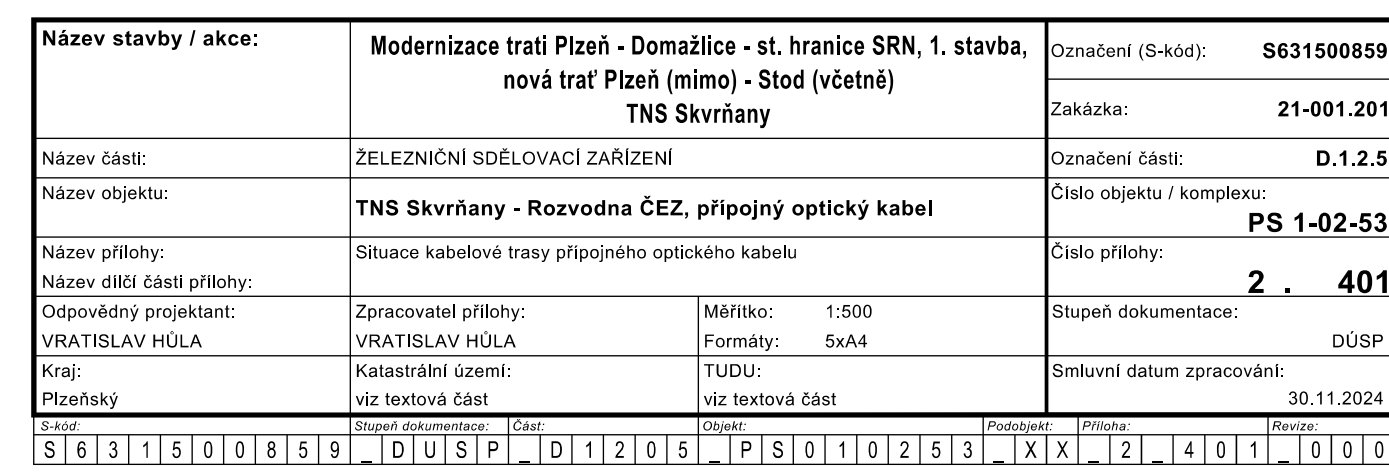 Název stavby / akce:
Modernizace trati Plzeň - Domažlice - st. hranice SRN, 1. stavba,
nová trať Plzeň (mimo) - Stod (včetně)
TNS Skvrňany
Označení (S-kód): S631500859
Zakázka: 21-001.201
Název části: ŽELEZNIČNÍ SDĚLOVACÍ ZAŘÍZENÍ
Označení části: D.1.2.5
Název objektu:
TNS Skvrňany - Rozvodna ČEZ, přípojný optický kabel
Číslo objektu / komplexu:
PS 1-02-53
Název přílohy: Situace kabelové trasy přípojného optického kabelu
Název dílčí části přílohy:
Číslo přílohy:
2 . 401
Odpovědný projektant: Zpracovatel přílohy: Měřítko: 1:500 Stupeň dokumentace:
VRATISLAV HŮLA VRATISLAV HŮLA Formáty: 5xA4 DÚSP
Kraj: Katastrální území: TUDU: Smluvní datum zpracování:
Plzeňský viz textová část viz textová část 30.11.2024
S-kód: Stupeň dokumentace: Část: Objekt: Podobjekt: Příloha: Revize:
S 6 3 1 5 0 0 8 5 9 _ D U S P _ D 1 2 0 5 _ P S 0 1 0 2 5 3 _ X X _ 2 _ 4 0 1 _ 0 0 0